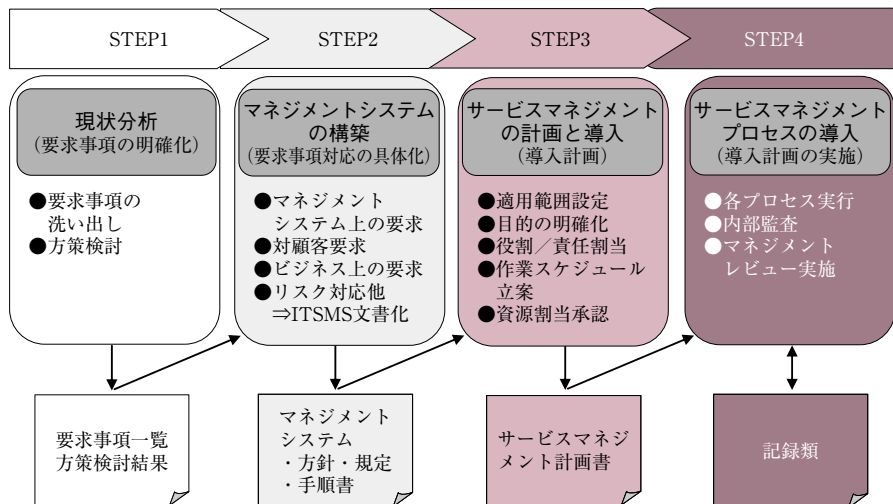 STEP1
STEP2
STEP3
STEP4
現状分析
(要求事項の明確化)
●要求事項の
洗い出し
●方策検討
マネジメントシステム
の構築
(要求事項対応の具体化)
●マネジメント
システム上の要求
●対顧客要求
●ビジネス上の要求
●リスク対応他
⇒ITSMS文書化
サービスマネジメント
の計画と導入
(導入計画)
●適用範囲設定
●目的の明確化
●役割／責任割当
●作業スケジュール
立案
●資源割当承認
サービスマネジメント
プロセスの導入
(導入計画の実施)
●各プロセス実行
●内部監査
●マネジメント
レビュー実施
要求事項一覧
方策検討結果
マネジメント
システム
・方針・規定
・手順書
サービスマネジ
メント計画書
記録類